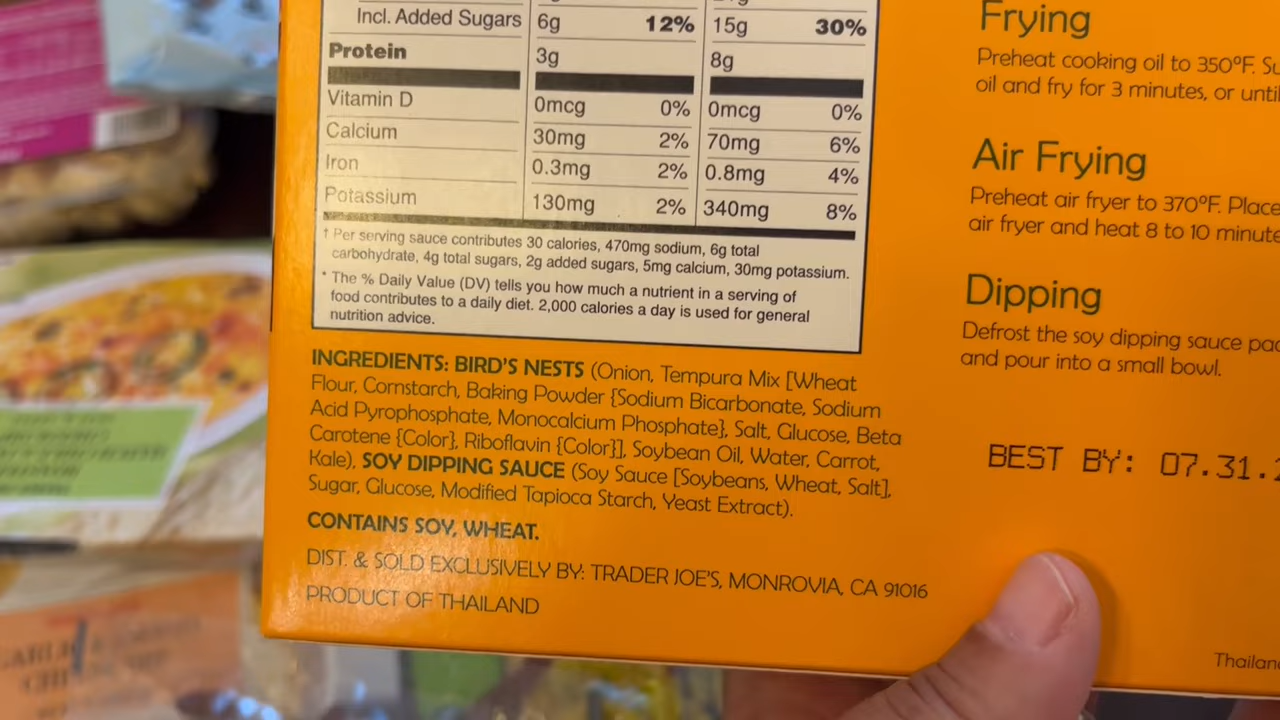 Incl. Added Sugars 6g 12% 15g 30%
Protein 3g 8g
Vitamin D 0mcg 0% 0mcg 0%
Calcium 30mg 2% 70mg 6%
Iron 0.3mg 2% 0.8mg 4%
Potassium 130mg 2% 340mg 8%
† Per serving sauce contributes 30 calories, 470mg sodium, 6g total
carbohydrate, 4g total sugars, 2g added sugars, 5mg calcium, 30mg potassium.
* The % Daily Value (DV) tells you how much a nutrient in a serving of
food contributes to a daily diet. 2,000 calories a day is used for general
nutrition advice.
INGREDIENTS: BIRD'S NESTS (Onion, Tempura Mix [Wheat
Flour, Cornstarch, Baking Powder {Sodium Bicarbonate, Sodium
Acid Pyrophosphate, Monocalcium Phosphate}, Salt, Glucose, Beta
Carotene {Color}, Riboflavin {Color}], Soybean Oil, Water, Carrot,
Kale), SOY DIPPING SAUCE (Soy Sauce [Soybeans, Wheat, Salt],
Sugar, Glucose, Modified Tapioca Starch, Yeast Extract).
CONTAINS SOY, WHEAT.
DIST. & SOLD EXCLUSIVELY BY: TRADER JOE'S, MONROVIA, CA 91016
PRODUCT OF THAILAND
Frying
Preheat cooking oil to 350°F.
oil and fry for 3 minutes, or until
Air Frying
Preheat air fryer to 370°F. Place
air fryer and heat 8 to 10
Dipping
Defrost the soy dipping sauce
and pour into a small bowl.
BEST BY: 07.31.